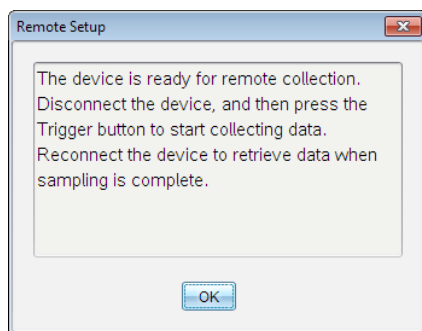 Remote Setup
The device is ready for remote collection.
Disconnect the device, and then press the
Trigger button to start collecting data.
Reconnect the device to retrieve data when
sampling is complete.
OK